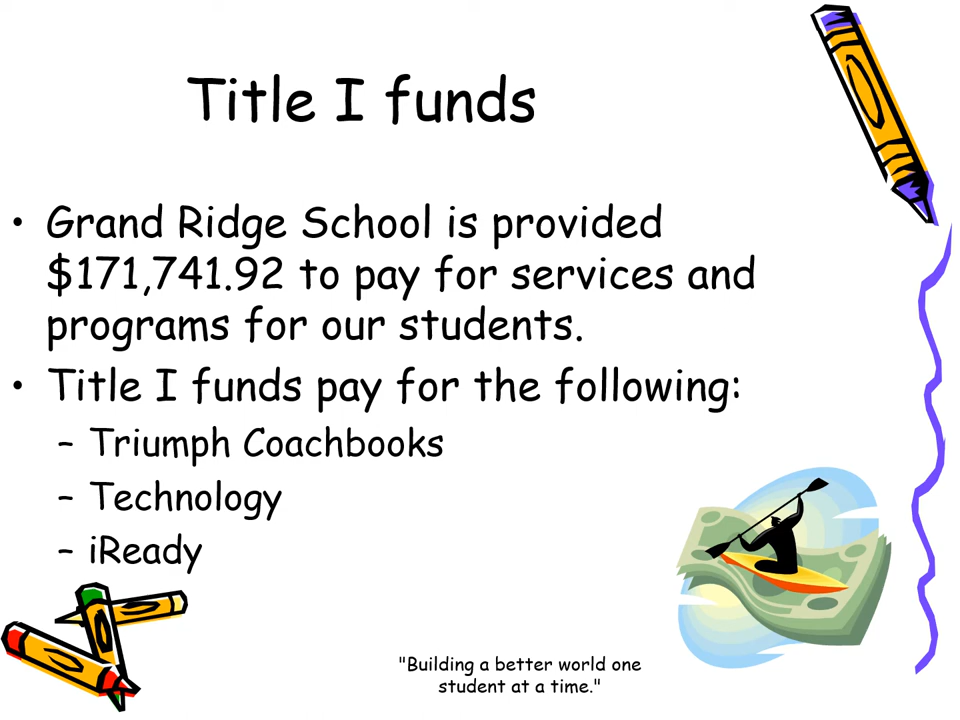 Title I funds
• Grand Ridge School is provided
$171,741.92 to pay for services and
programs for our students.
• Title I funds pay for the following:
– Triumph Coachbooks
– Technology
– iReady
"Building a better world one
student at a time."